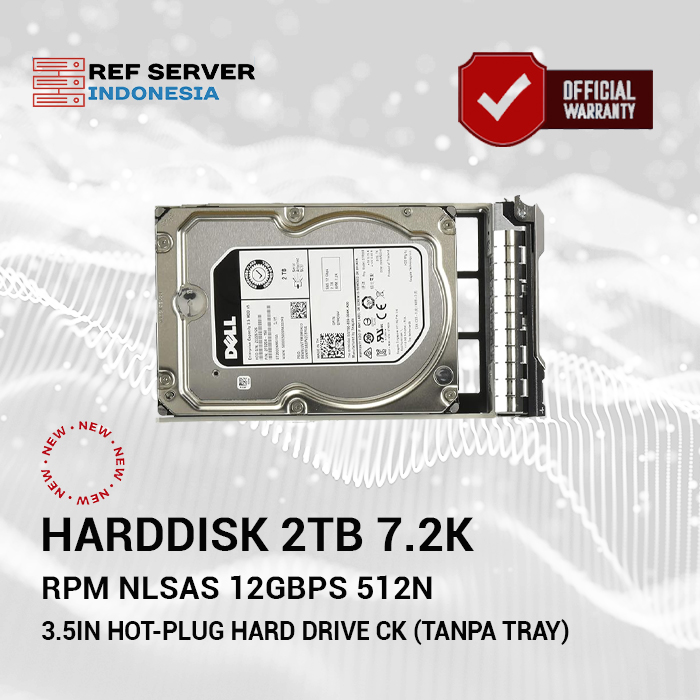 REF SERVER
INDONESIA
OFFICIAL
WARRANTY
2 TB
DELL
NEW • NEW • NEW • NEW • NEW •
HARDDISK 2TB 7.2K
RPM NLSAS 12GBPS 512N
3.5IN HOT-PLUG HARD DRIVE CK (TANPA TRAY)